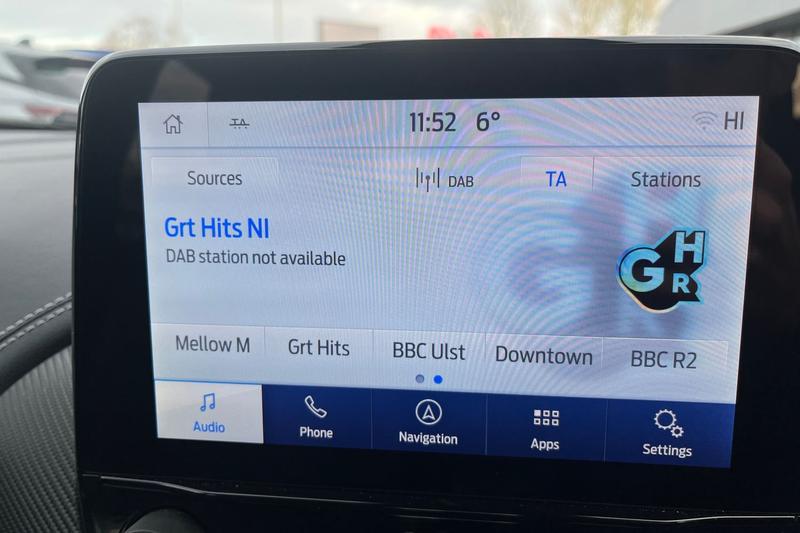 TA 11:52 6° HI
Sources DAB TA Stations
Grt Hits NI
DAB station not available
G H R
Mellow M Grt Hits BBC Ulst Downtown BBC R2
Audio Phone Navigation Apps Settings